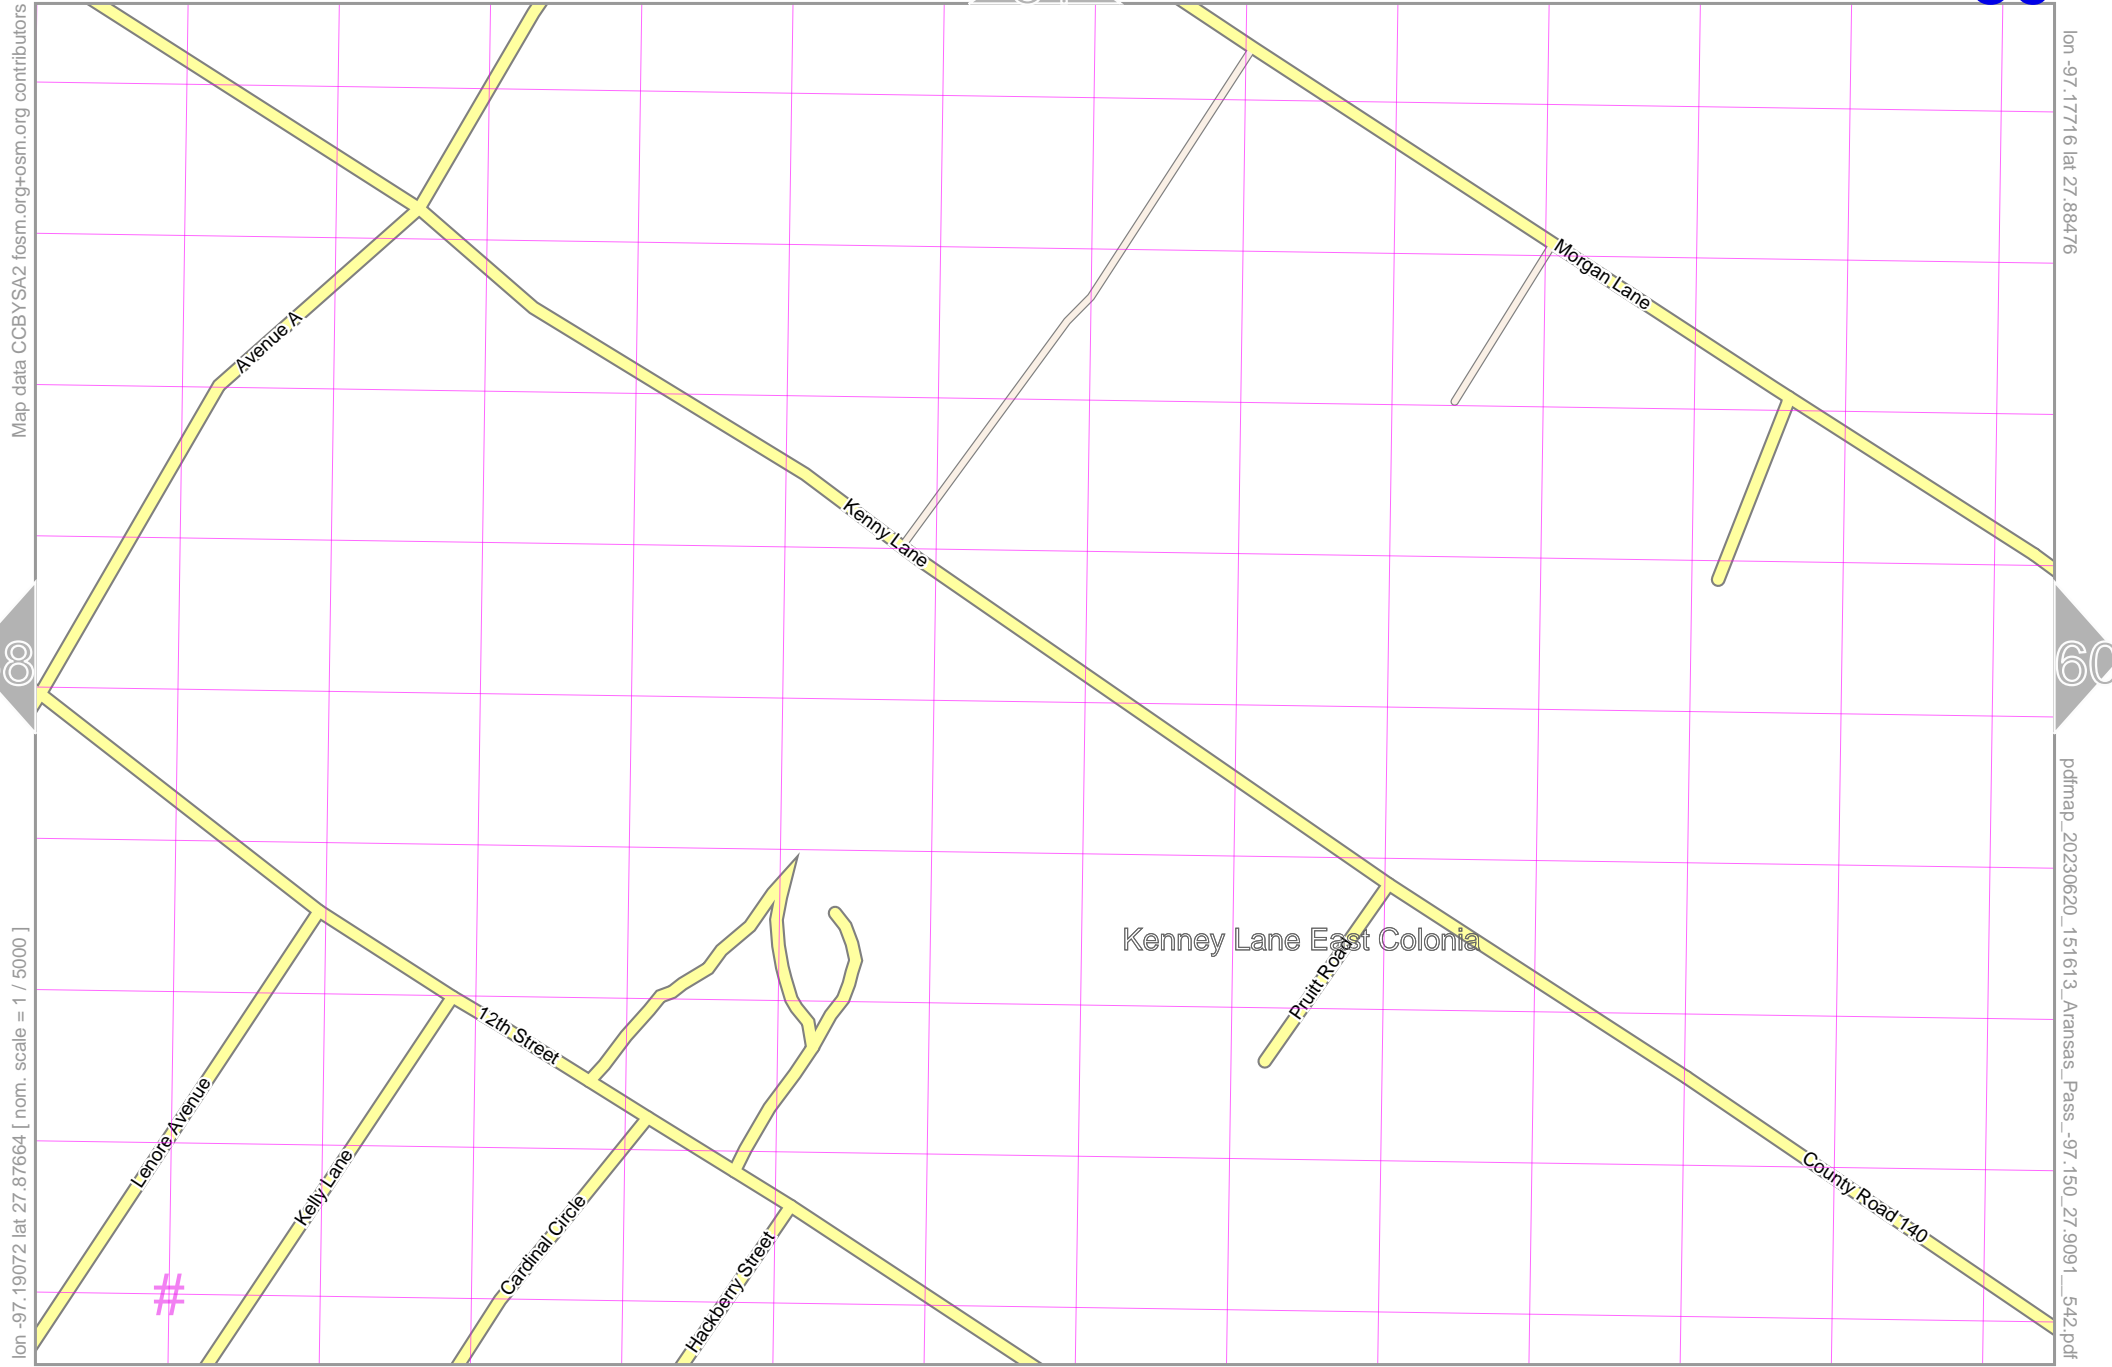 Map data CCBYSA2 fosm.org+osm.org contributors
lon -97.17716 lat 27.88476
Morgan Lane
Avenue A
Kenny Lane
8
60
Kenney Lane East Colonia
Pruitt Road
12th Street
Lenore Avenue
Kelly Lane
Cardinal Circle
Hackberry Street
County Road 140
#
lon -97.19072 lat 27.87664 [ nom. scale = 1 / 5000 ]
pdfmap_20230620_151613_Aransas_Pass_-97.150_27.9091__542.pdf